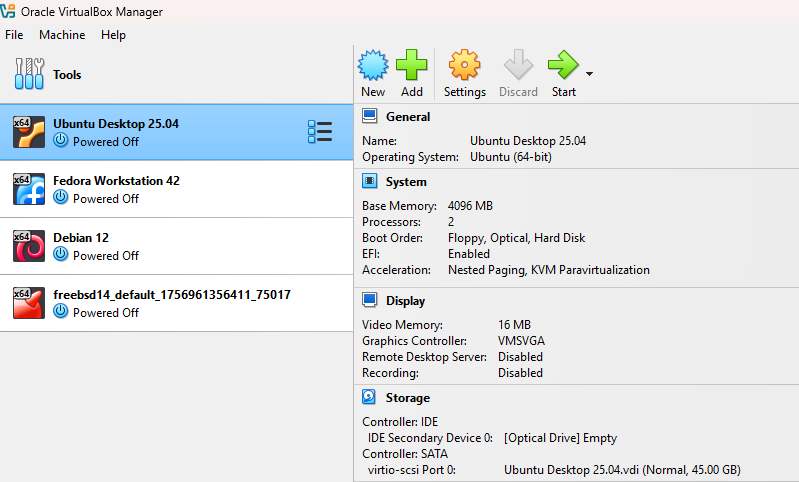 Oracle VirtualBox Manager
File Machine Help
Tools
New Add Settings Discard Start
x64 Ubuntu Desktop 25.04
Powered Off
x64 Fedora Workstation 42
Powered Off
x64 Debian 12
Powered Off
x64 freebsd14_default_1756961356411_75017
Powered Off
General
Name: Ubuntu Desktop 25.04
Operating System: Ubuntu (64-bit)
System
Base Memory: 4096 MB
Processors: 2
Boot Order: Floppy, Optical, Hard Disk
EFI: Enabled
Acceleration: Nested Paging, KVM Paravirtualization
Display
Video Memory: 16 MB
Graphics Controller: VMSVGA
Remote Desktop Server: Disabled
Recording: Disabled
Storage
Controller: IDE
IDE Secondary Device 0: [Optical Drive] Empty
Controller: SATA
virtio-scsi Port 0: Ubuntu Desktop 25.04.vdi (Normal, 45.00 GB)